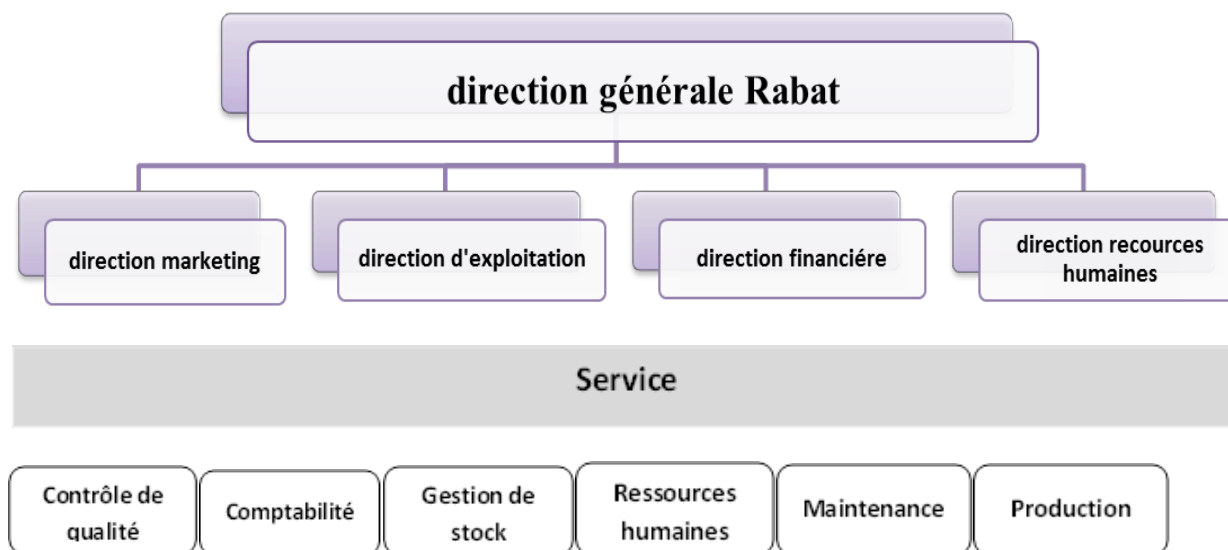 direction générale Rabat
direction marketing
direction d'exploitation
direction financiére
direction recources
humaines
Service
Contrôle de
qualité
Comptabilité
Gestion de
stock
Ressources
humaines
Maintenance
Production